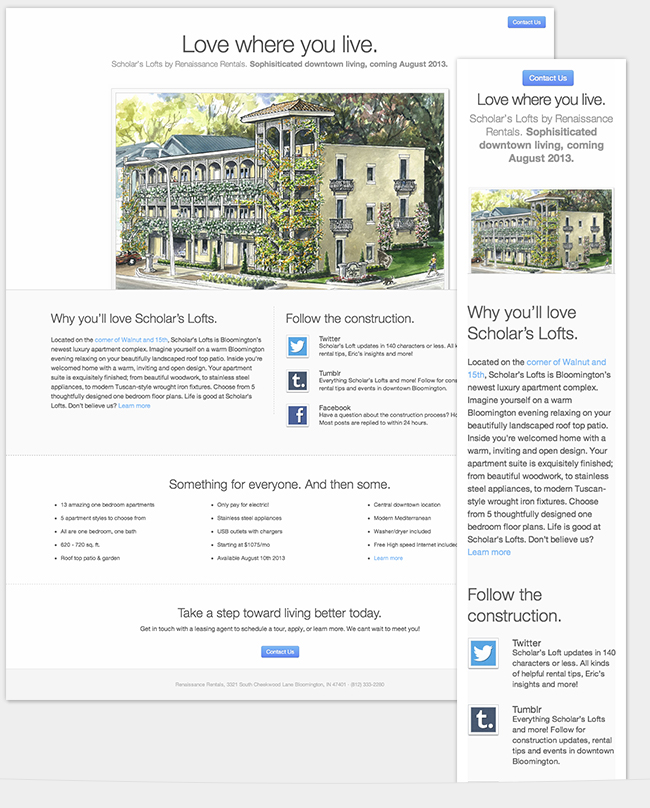 Contact Us
Love where you live.
Scholar's Lofts by Renaissance Rentals. Sophisiticated downtown living, coming August 2013.
Why you'll love Scholar's Lofts.
Located on the corner of Walnut and 15th, Scholar's Lofts is Bloomington's
newest luxury apartment complex. Imagine yourself on a warm Bloomington
evening relaxing on your beautifully landscaped roof top patio. Inside you're
welcomed home with a warm, inviting and open design. Your apartment
suite is exquisitely finished; from beautiful woodwork, to stainless steel
appliances, to modern Tuscan-style wrought iron fixtures. Choose from 5
thoughtfully designed one bedroom floor plans. Life is good at Scholar's
Lofts. Don't believe us? Learn more
Follow the construction.
Twitter
Scholar's Loft updates in 140 characters or less. All k
rental tips, Eric's insights and more!
Tumblr
Everything Scholar's Lofts and more! Follow for cons
rental tips and events in downtown Bloomington.
Facebook
Have a question about the construction process? Ho
Most posts are replied to within 24 hours.
Something for everyone. And then some.
13 amazing one bedroom apartments
5 apartment styles to choose from
All are one bedroom, one bath
620 - 720 sq. ft.
Roof top patio & garden
Only pay for electric!
Stainless steel appliances
USB outlets with chargers
Starting at $1075/mo
Available August 10th 2013
Central downtown location
Modern Mediterranean
Washer/dryer included
Free High speed Internet included
Learn more
Take a step toward living better today.
Get in touch with a leasing agent to schedule a tour, apply, or learn more. We cant wait to meet you!
Contact Us
Renaissance Rentals,
Bloomington, IN 47401
Contact Us
Love where you live.
Scholar's Lofts by Renaissance
Rentals. Sophisiticated
downtown living, coming
August 2013.
Why you'll love
Scholar's Lofts.
Located on the corner of Walnut and
15th, Scholar's Lofts is Bloomington's
newest luxury apartment complex.
Imagine yourself on a warm
Bloomington evening relaxing on your
beautifully landscaped roof top patio.
Inside you're welcomed home with a
warm, inviting and open design. Your
apartment suite is exquisitely finished;
from beautiful woodwork, to stainless
steel appliances, to modern Tuscan-
style wrought iron fixtures. Choose
from 5 thoughtfully designed one
bedroom floor plans. Life is good at
Scholar's Lofts. Don't believe us?
Learn more
Follow the
construction.
Twitter
Scholar's Loft updates in 140
characters or less. All kinds
of helpful rental tips, Eric's
insights and more!
Tumblr
Everything Scholar's Lofts
and more! Follow for
construction updates, rental
tips and events in downtown
Bloomington.